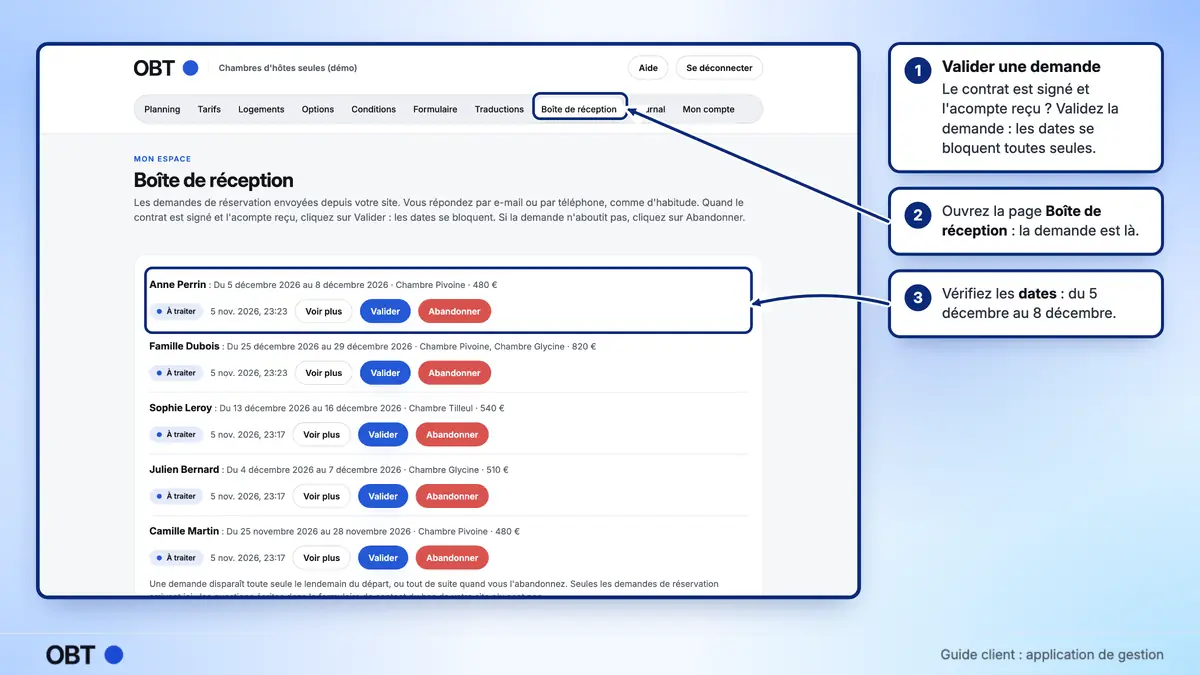 OBT
Chambres d'hôtes seules (démo)
Aide
Se déconnecter
Planning
Tarifs
Logements
Options
Conditions
Formulaire
Traductions
Boîte de réception
Mon compte
MON ESPACE
Boîte de réception
Les demandes de réservation envoyées depuis votre site. Vous répondez par e-mail ou par téléphone, comme d'habitude. Quand le
contrat est signé et l'acompte reçu, cliquez sur Valider : les dates se bloquent. Si la demande n'aboutit pas, cliquez sur Abandonner.
Anne Perrin : Du 5 décembre 2026 au 8 décembre 2026 · Chambre Pivoine · 480 €
À traiter 5 nov. 2026, 23:23 Voir plus Valider Abandonner
Famille Dubois : Du 25 décembre 2026 au 29 décembre 2026 · Chambre Pivoine, Chambre Glycine · 820 €
À traiter 5 nov. 2026, 23:23 Voir plus Valider Abandonner
Sophie Leroy : Du 13 décembre 2026 au 16 décembre 2026 · Chambre Tilleul · 540 €
À traiter 5 nov. 2026, 23:17 Voir plus Valider Abandonner
Julien Bernard : Du 4 décembre 2026 au 7 décembre 2026 · Chambre Glycine · 510 €
À traiter 5 nov. 2026, 23:17 Voir plus Valider Abandonner
Camille Martin : Du 25 novembre 2026 au 28 novembre 2026 · Chambre Pivoine · 480 €
À traiter 5 nov. 2026, 23:17 Voir plus Valider Abandonner
Une demande disparaît toute seule le lendemain du départ, ou tout de suite quand vous l'abandonnez. Seules les demandes de réservation
1 Valider une demande
Le contrat est signé et
l'acompte reçu ? Validez la
demande : les dates se
bloquent toutes seules.
2 Ouvrez la page Boîte de
réception : la demande est là.
3 Vérifiez les dates : du 5
décembre au 8 décembre.
OBT
Guide client : application de gestion